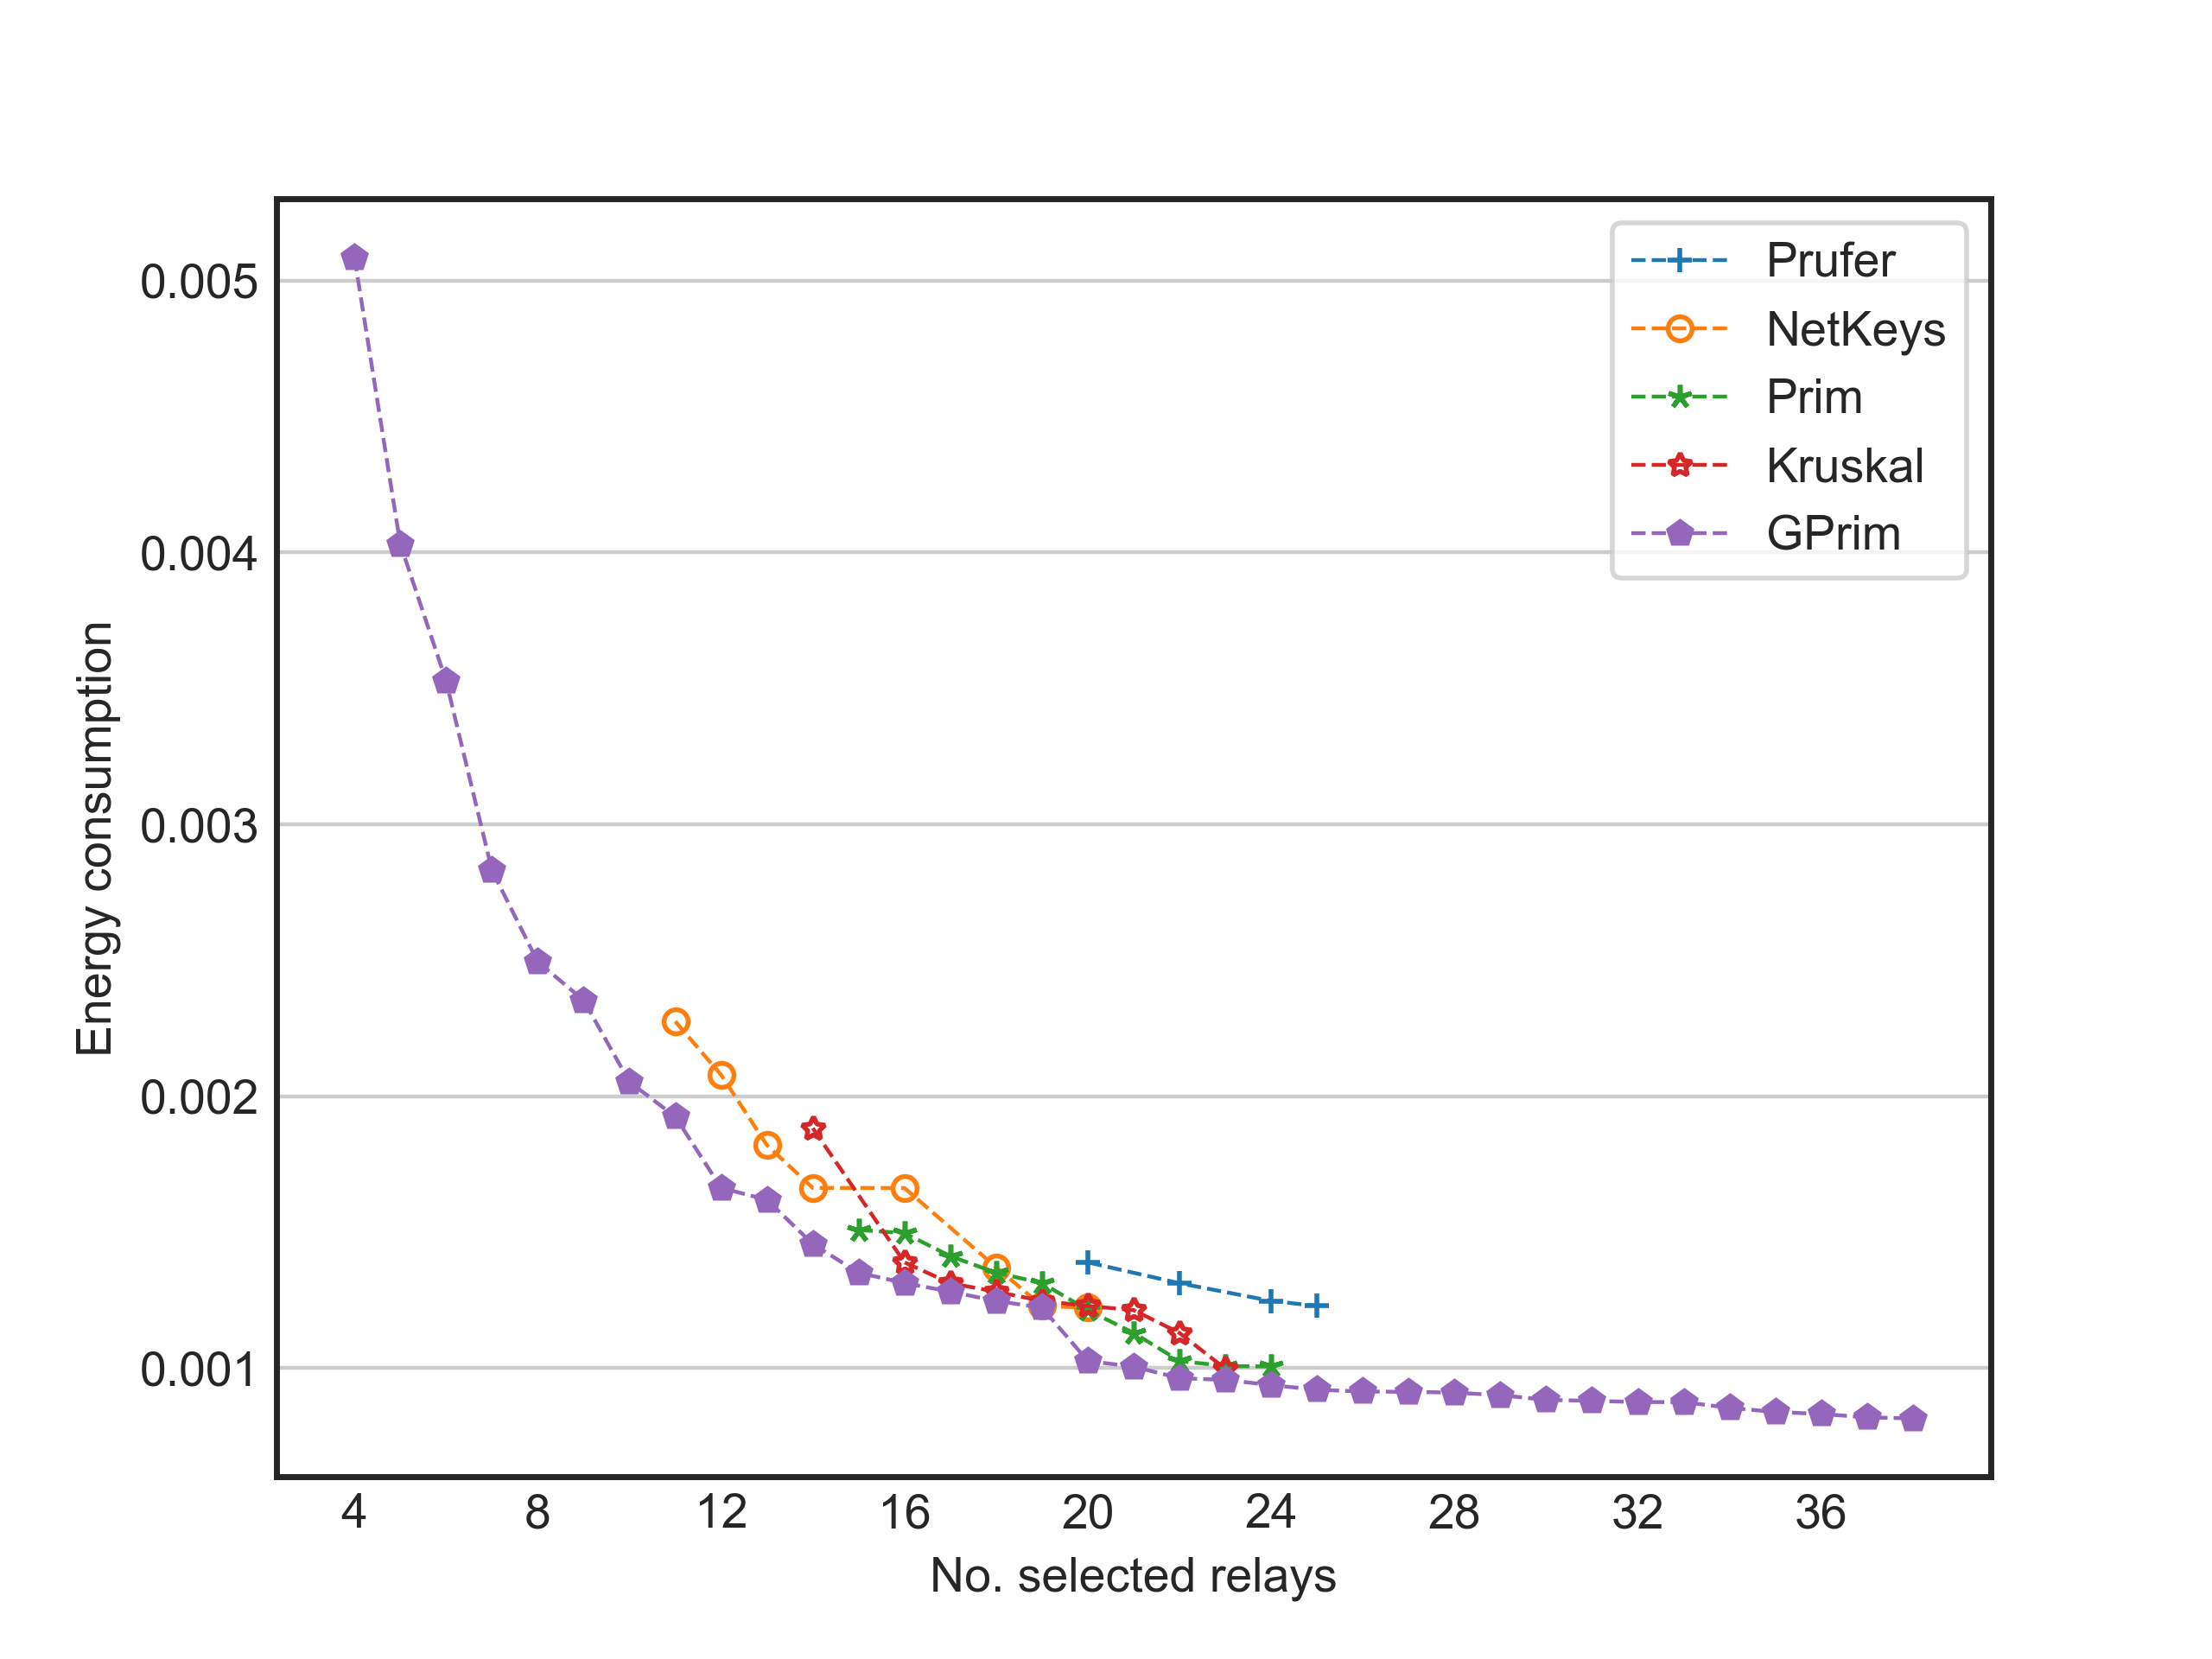 Prufer
NetKeys
Prim
Kruskal
GPrim
Energy consumption
0.005
0.004
0.003
0.002
0.001
4 8 12 16 20 24 28 32 36
No. selected relays